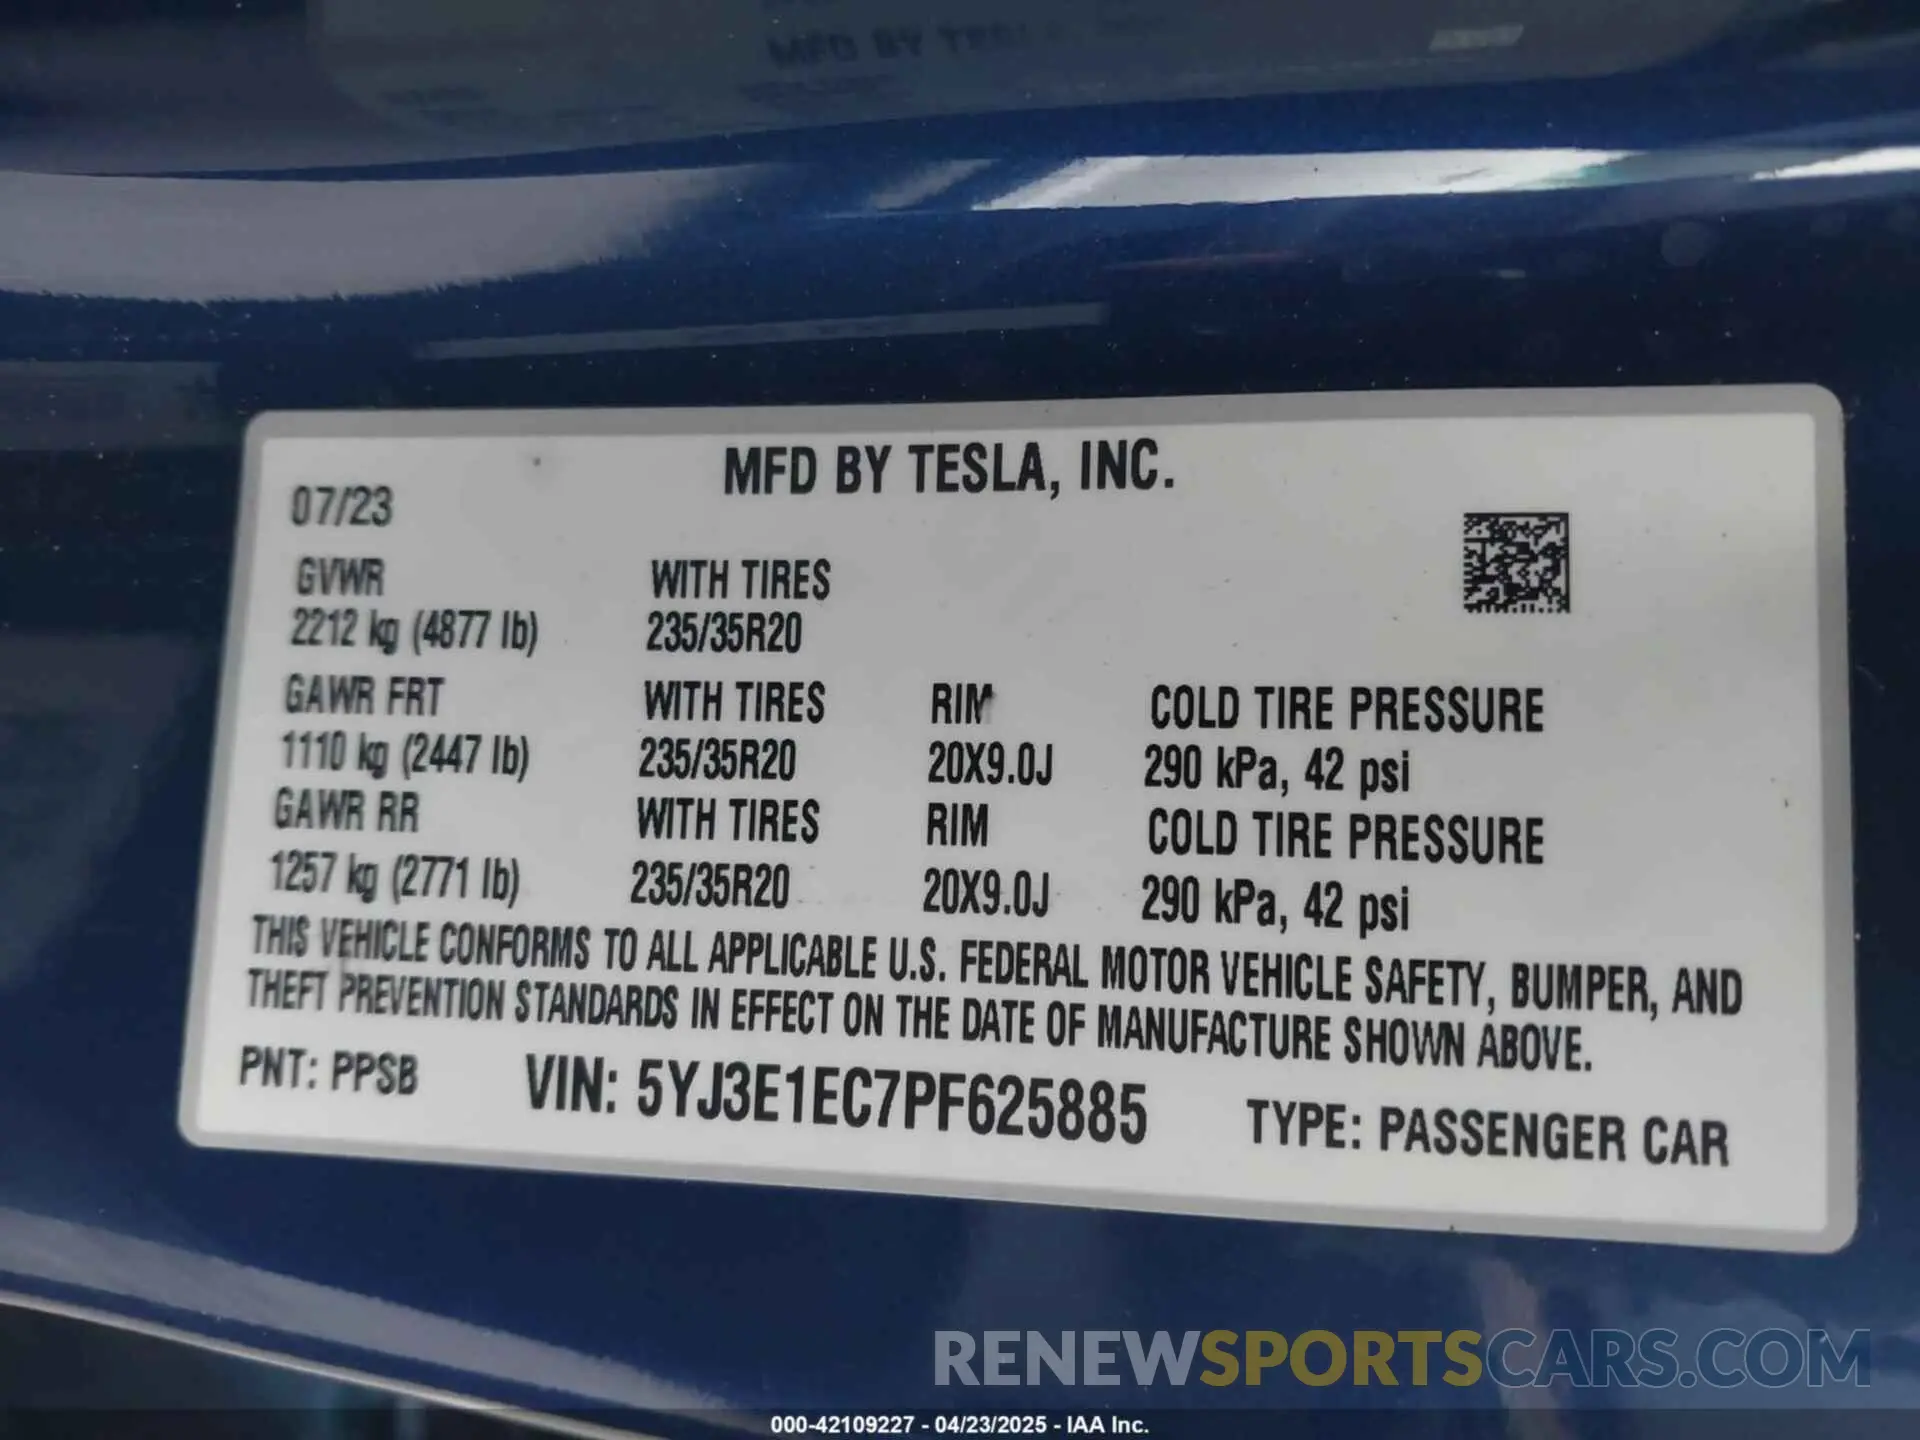 MFD BY TESLA, INC.
07/23
GVWR WITH TIRES
2212 kg (4877 lb) 235/35R20
GAWR FRT WITH TIRES RIM COLD TIRE PRESSURE
1110 kg (2447 lb) 235/35R20 20X9.0J 290 kPa, 42 psi
GAWR RR WITH TIRES RIM COLD TIRE PRESSURE
1257 kg (2771 lb) 235/35R20 20X9.0J 290 kPa, 42 psi
THIS VEHICLE CONFORMS TO ALL APPLICABLE U.S. FEDERAL MOTOR VEHICLE SAFETY, BUMPER, AND
THEFT PREVENTION STANDARDS IN EFFECT ON THE DATE OF MANUFACTURE SHOWN ABOVE.
PNT: PPSB VIN: 5YJ3E1EC7PF625885 TYPE: PASSENGER CAR
RENEWSPORTSCARS.COM
000-42109227 - 04/23/2025 - IAA Inc.